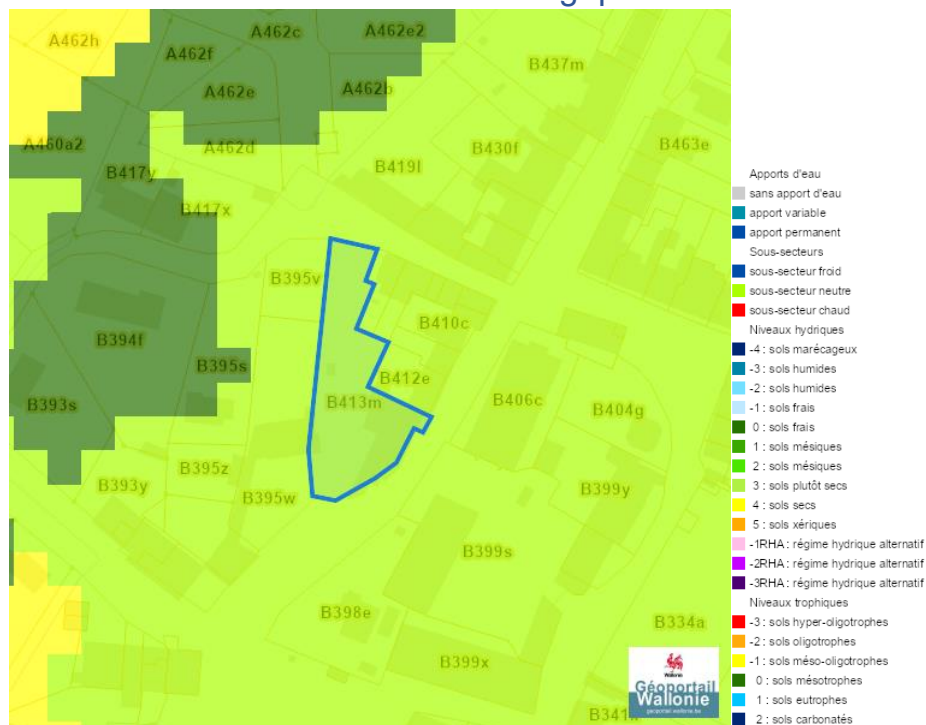 A462h
A462c
A462e2
A462f
B437m
A462e
A462b
A460a2
A462d
B430f
B463e
B419l
B417y
B417x
B395v
B410c
B394f
B395s
B412e
B413m
B393s
B406c
B404g
B395z
B393y
B395w
B399y
B399s
B398e
B334a
B399x
Wallonie
Géoportail
Wallonie
geoportail.wallonie.be
Apports d'eau
sans apport d'eau
apport variable
apport permanent
Sous-secteurs
sous-secteur froid
sous-secteur neutre
sous-secteur chaud
Niveaux hydriques
-4 : sols marécageux
-3 : sols humides
-2 : sols humides
-1 : sols frais
0 : sols frais
1 : sols mésiques
2 : sols mésiques
3 : sols plutôt secs
4 : sols secs
5 : sols xériques
-1RHA : régime hydrique alternatif
-2RHA : régime hydrique alternatif
-3RHA : régime hydrique alternatif
Niveaux trophiques
-3 : sols hyper-oligotrophes
-2 : sols oligotrophes
-1 : sols méso-oligotrophes
0 : sols mésotrophes
1 : sols eutrophes
2 : sols carbonatés